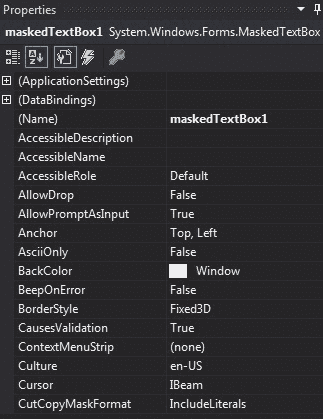 Properties
maskedTextBox1 System.Windows.Forms.MaskedTextBox
(ApplicationSettings)
(DataBindings)
(Name) maskedTextBox1
AccessibleDescription
AccessibleName
AccessibleRole Default
AllowDrop False
AllowPromptAsInput True
Anchor Top, Left
AsciiOnly False
BackColor Window
BeepOnError False
BorderStyle Fixed3D
CausesValidation True
ContextMenuStrip (none)
Culture en-US
Cursor IBeam
CutCopyMaskFormat IncludeLiterals